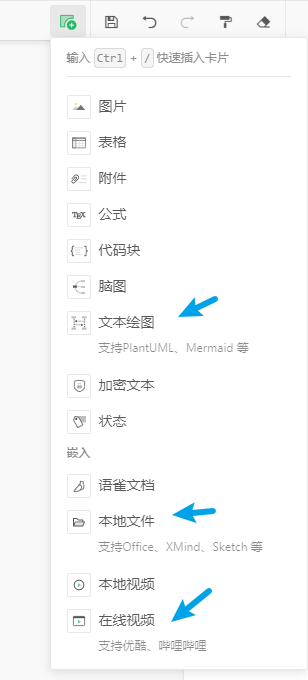 输入 Ctrl + / 快速插入卡片
图片
表格
附件
TEX 公式
代码块
脑图
文本绘图
支持PlantUML、Mermaid 等
加密文本
状态
嵌入
语雀文档
本地文件
支持Office、XMind、Sketch 等
本地视频
在线视频
支持优酷、哔哩哔哩